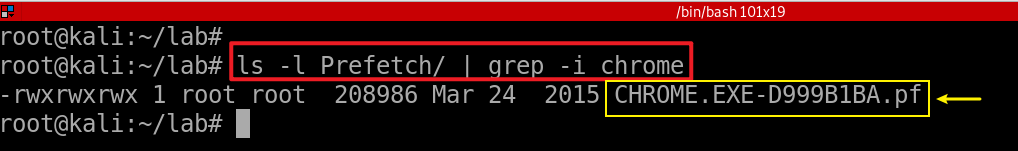 /bin/bash 101x19
root@kali:~/lab#
root@kali:~/lab# ls -l Prefetch/ | grep -i chrome
-rwxrwxrwx 1 root root  208986 Mar 24  2015 CHROME.EXE-D999B1BA.pf
root@kali:~/lab#